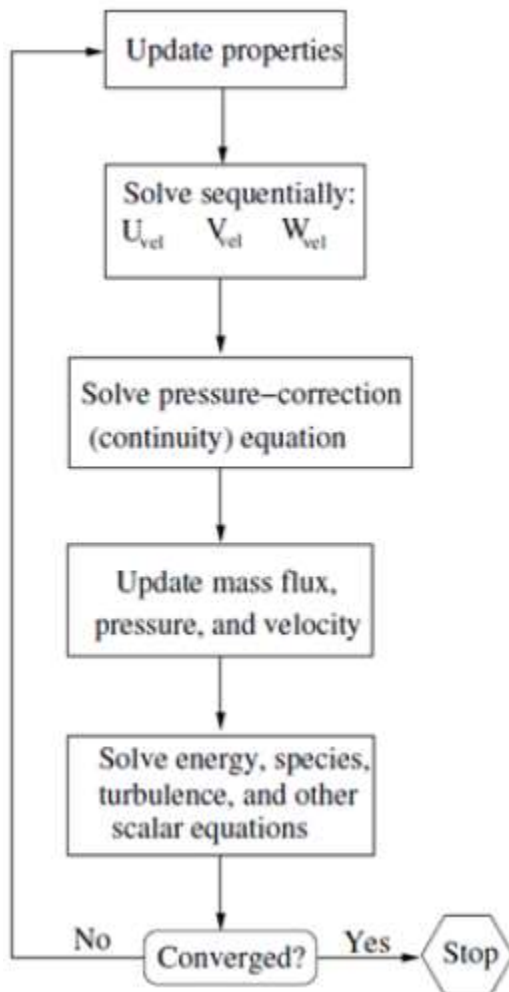 Update properties
Solve sequentially:
Uvel Vvel Wvel
Solve pressure–correction
(continuity) equation
Update mass flux,
pressure, and velocity
Solve energy, species,
turbulence, and other
scalar equations
No
Converged?
Yes
Stop